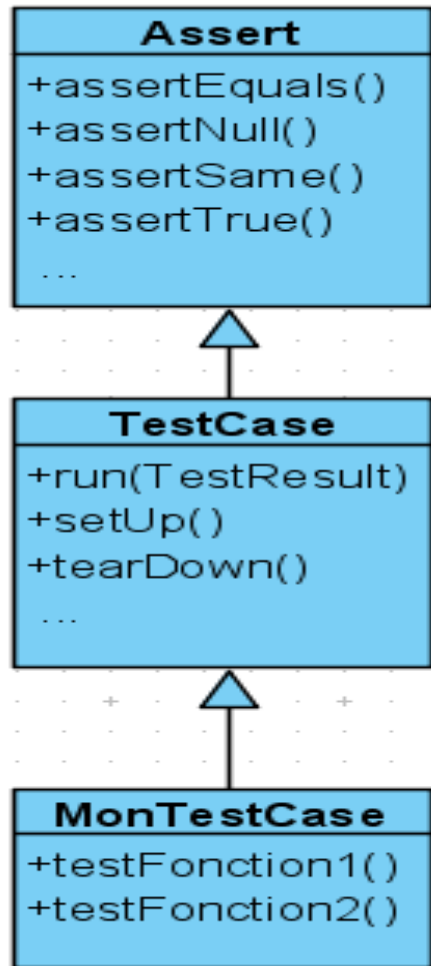 Assert
+assertEquals()
+assertNull()
+assertSame()
+assertTrue()
...
TestCase
+run(TestResult)
+setUp()
+tearDown()
...
MonTestCase
+testFonction1()
+testFonction2()